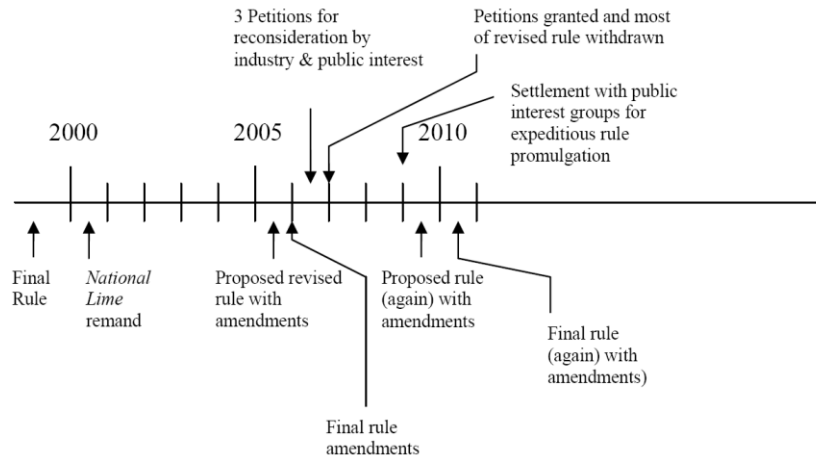 3 Petitions for
reconsideration by
industry & public interest
Petitions granted and most
of revised rule withdrawn
Settlement with public
interest groups for
expeditious rule
promulgation
2000
2005
2010
Final
Rule
National
Lime
remand
Proposed revised
rule with
amendments
Proposed rule
(again) with
amendments
Final rule
(again) with
amendments)
Final rule
amendments